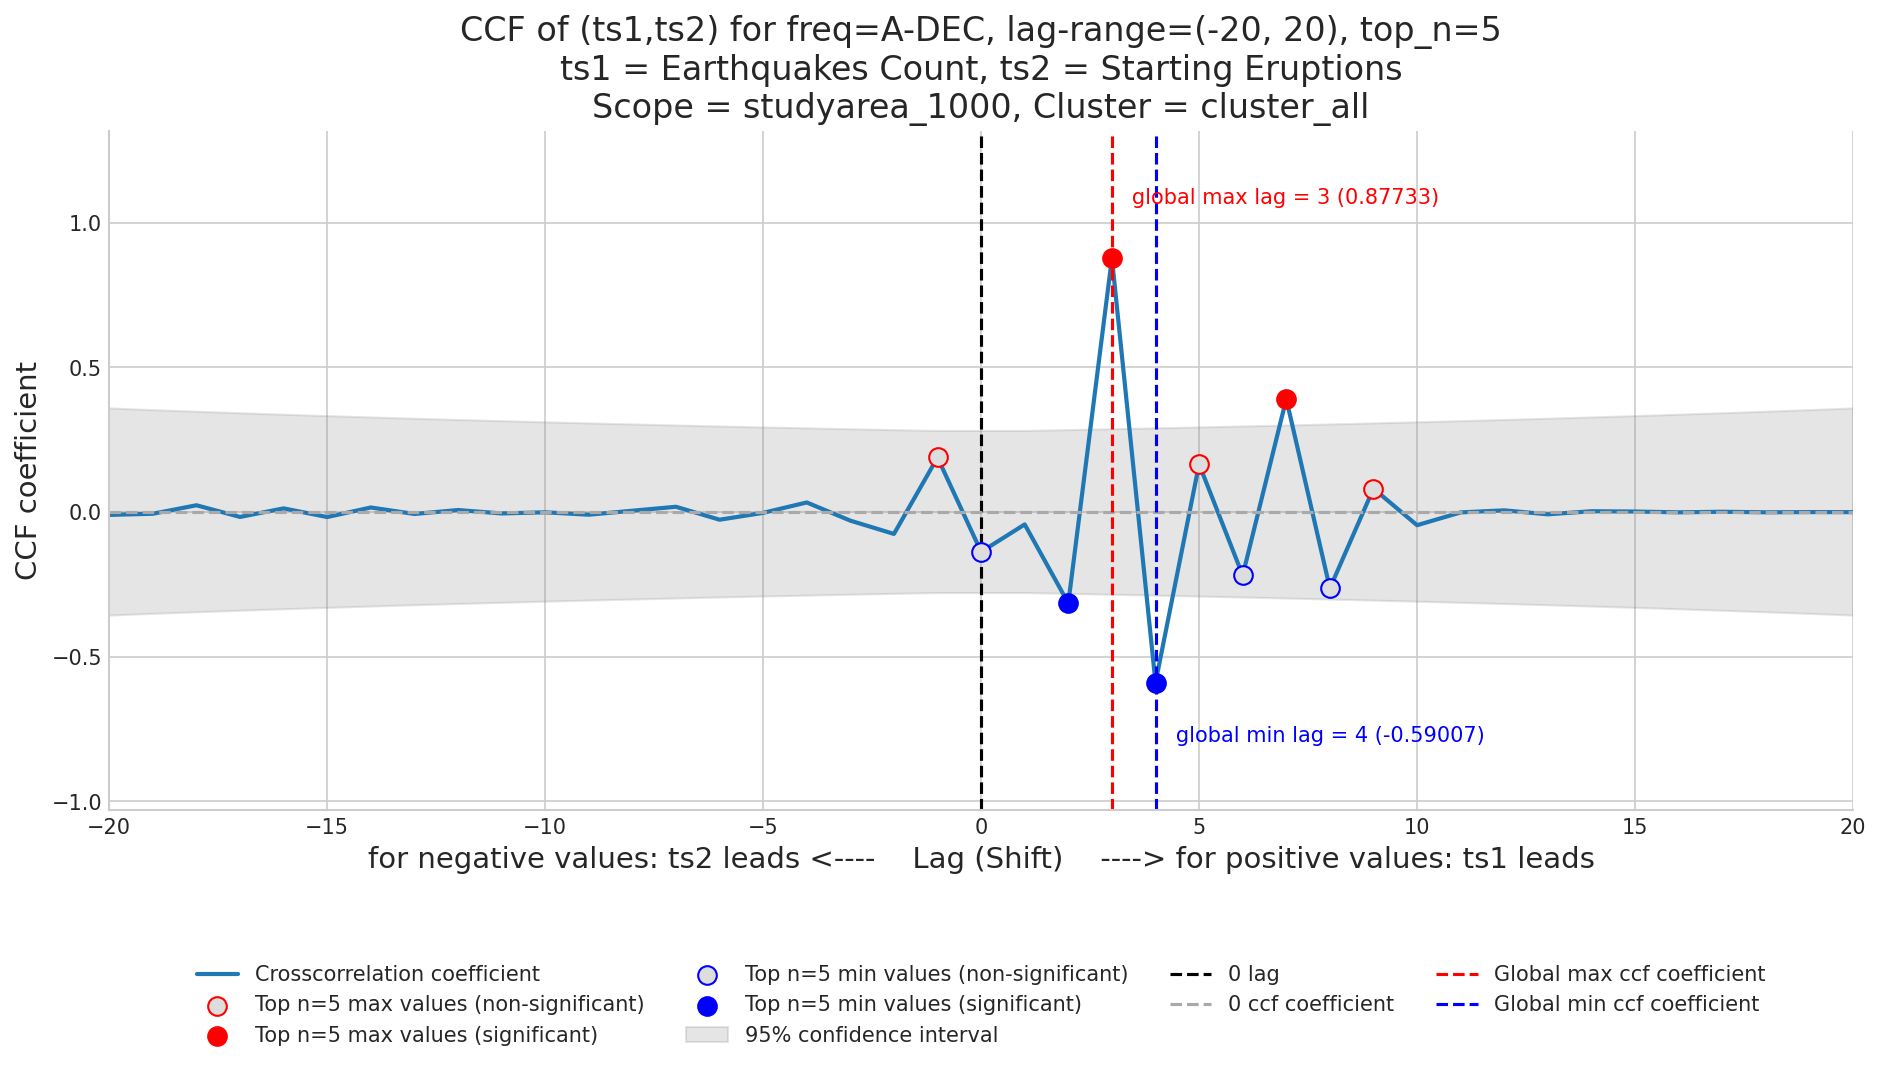 CCF of (ts1,ts2) for freq=A-DEC, lag-range=(-20, 20), top_n=5
ts1 = Earthquakes Count, ts2 = Starting Eruptions
Scope = studyarea_1000, Cluster = cluster_all
global max lag = 3 (0.87733)
global min lag = 4 (-0.59007)
CCF coefficient
1.0
0.5
0.0
−0.5
−1.0
−20 −15 −10 −5 0 5 10 15 20
for negative values: ts2 leads <---- Lag (Shift) ----> for positive values: ts1 leads
Crosscorrelation coefficient
Top n=5 max values (non-significant)
Top n=5 max values (significant)
Top n=5 min values (non-significant)
Top n=5 min values (significant)
95% confidence interval
0 lag
0 ccf coefficient
Global max ccf coefficient
Global min ccf coefficient